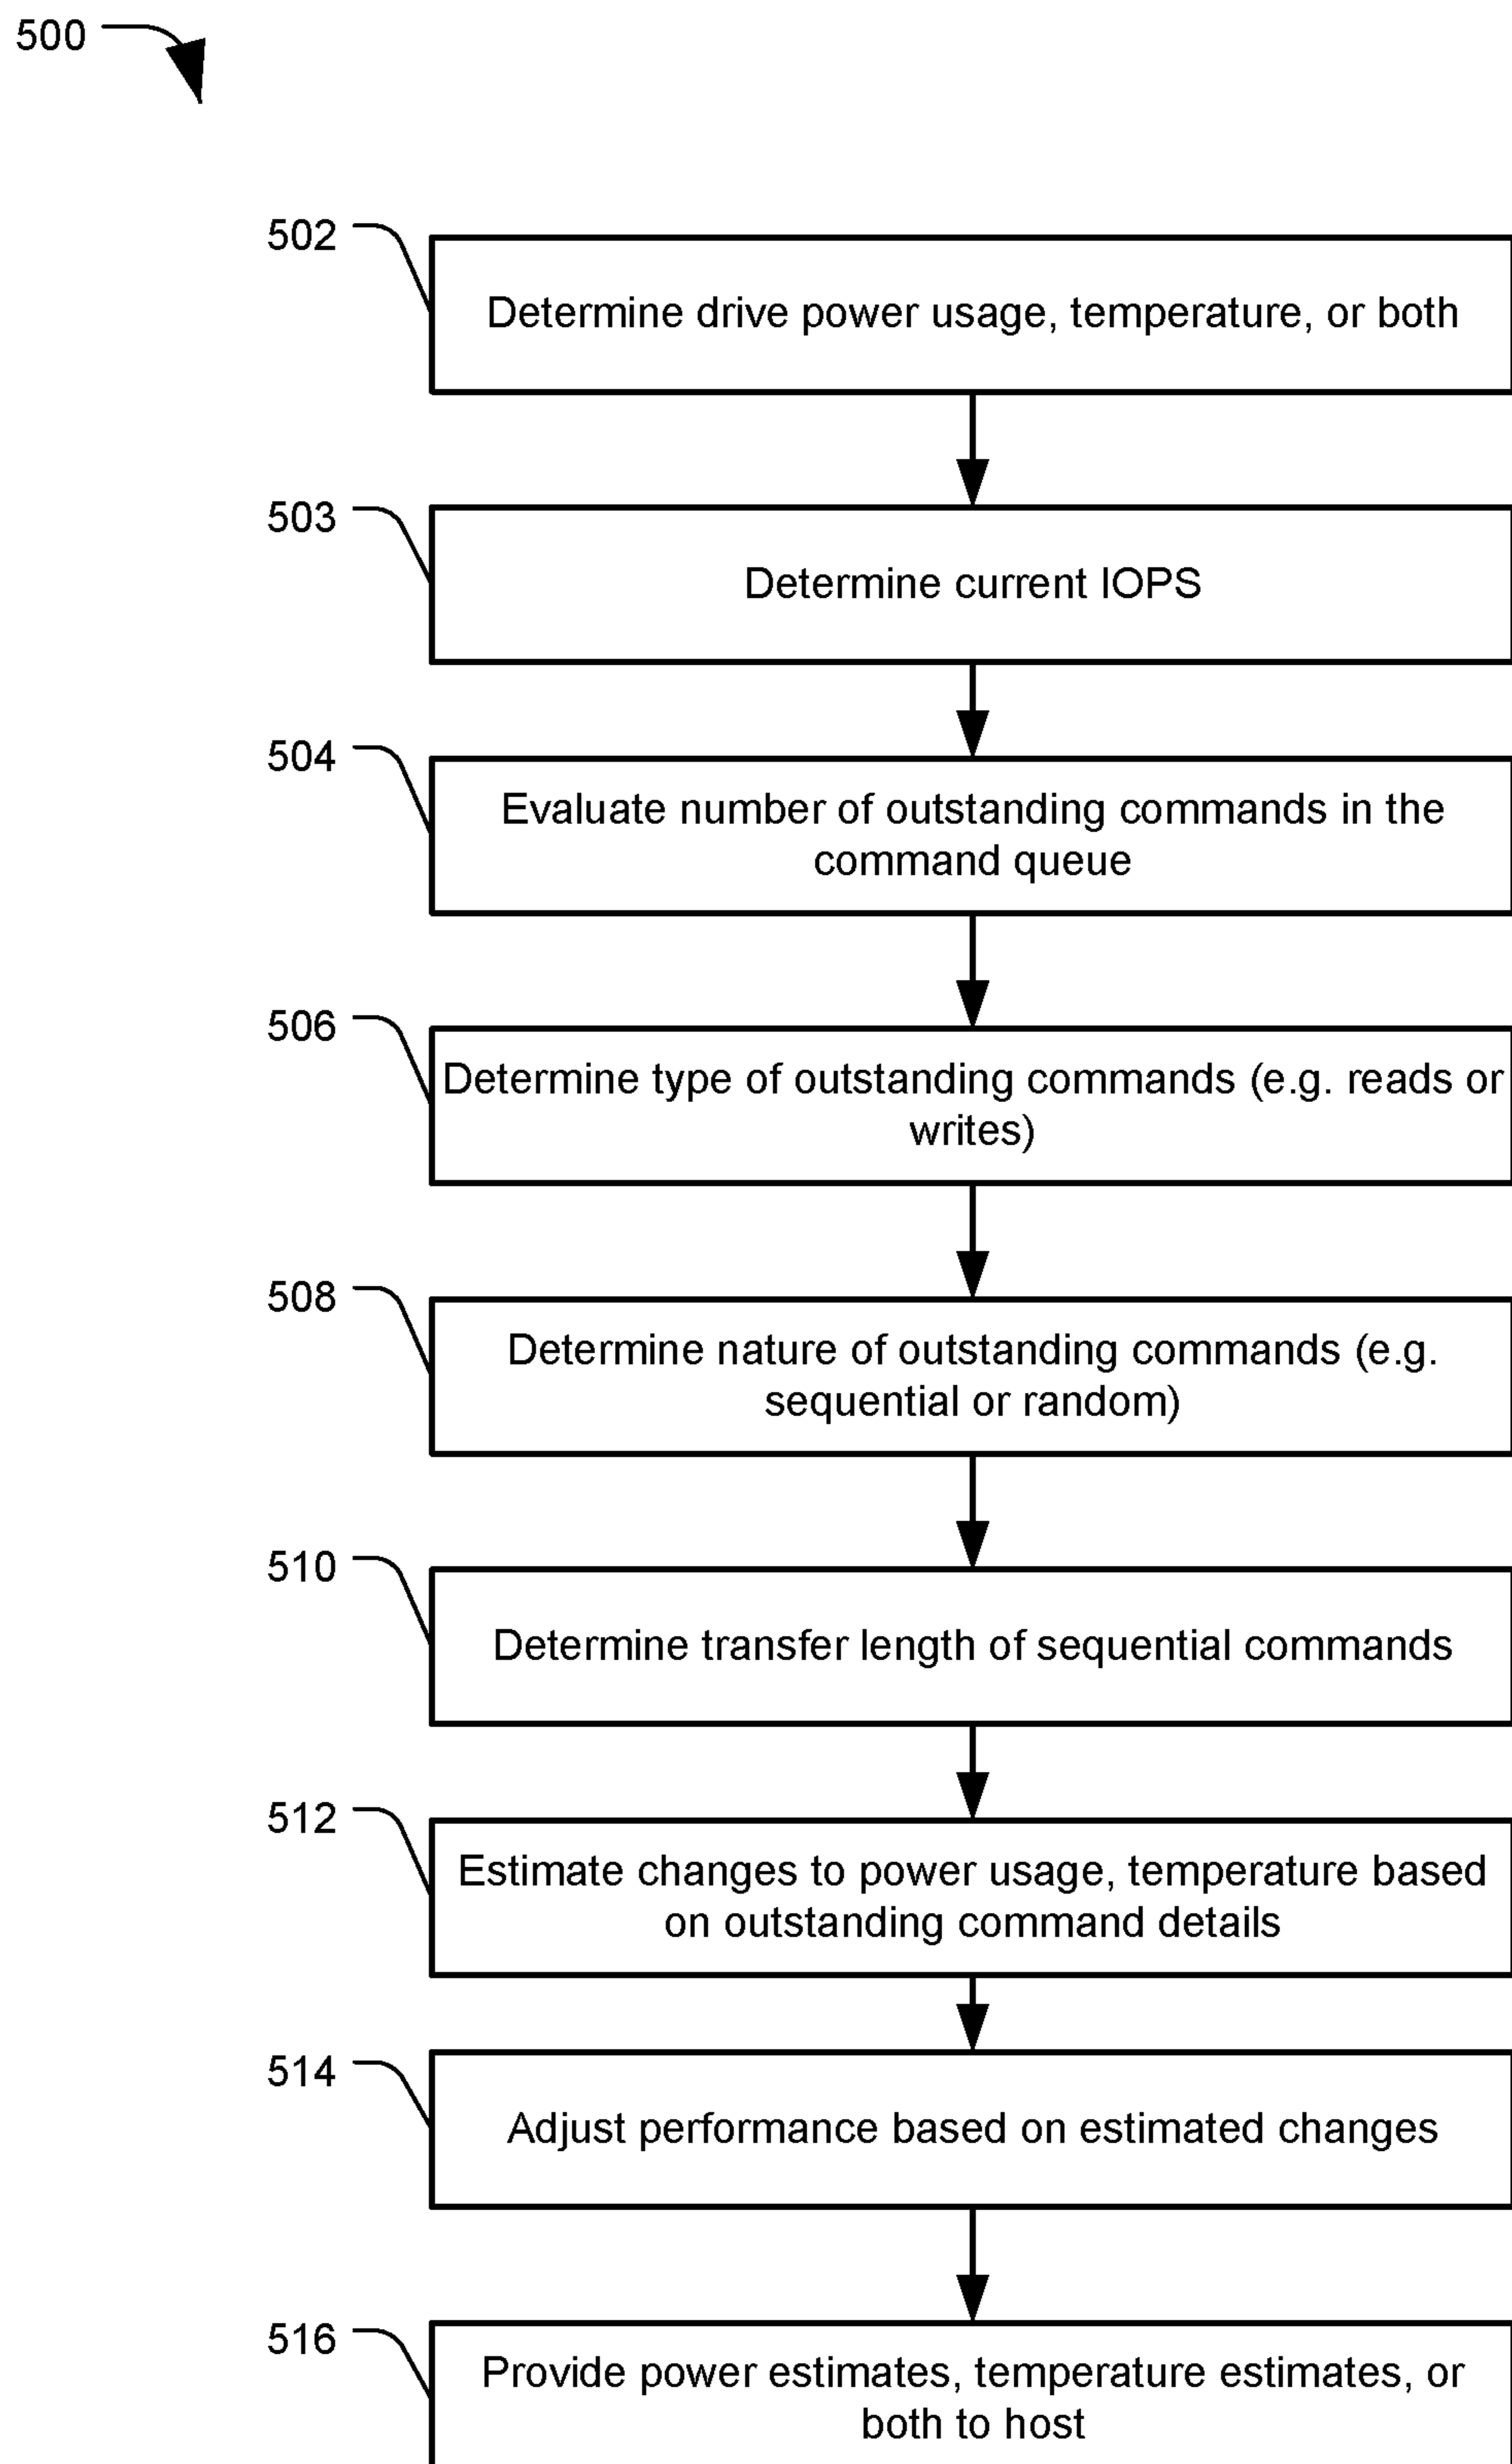 500
502
Determine drive power usage, temperature, or both
503
Determine current IOPS
504
Evaluate number of outstanding commands in the
command queue
506
Determine type of outstanding commands (e.g. reads or
writes)
508
Determine nature of outstanding commands (e.g.
sequential or random)
510
Determine transfer length of sequential commands
512
Estimate changes to power usage, temperature based
on outstanding command details
514
Adjust performance based on estimated changes
516
Provide power estimates, temperature estimates, or
both to host